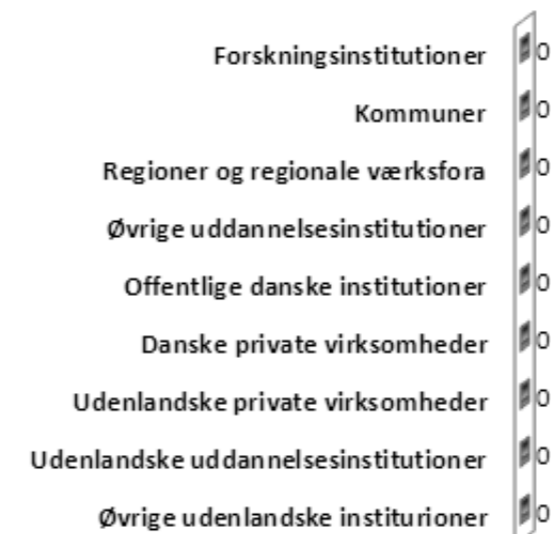 Forskningsinstitutioner 0
Kommuner 0
Regioner og regionale værksfora 0
Øvrige uddannelsesinstitutioner 0
Offentlige danske institutioner 0
Danske private virksomheder 0
Udenlandske private virksomheder 0
Udenlandske uddannelsesinstitutioner 0
Øvrige udenlandske institurioner 0